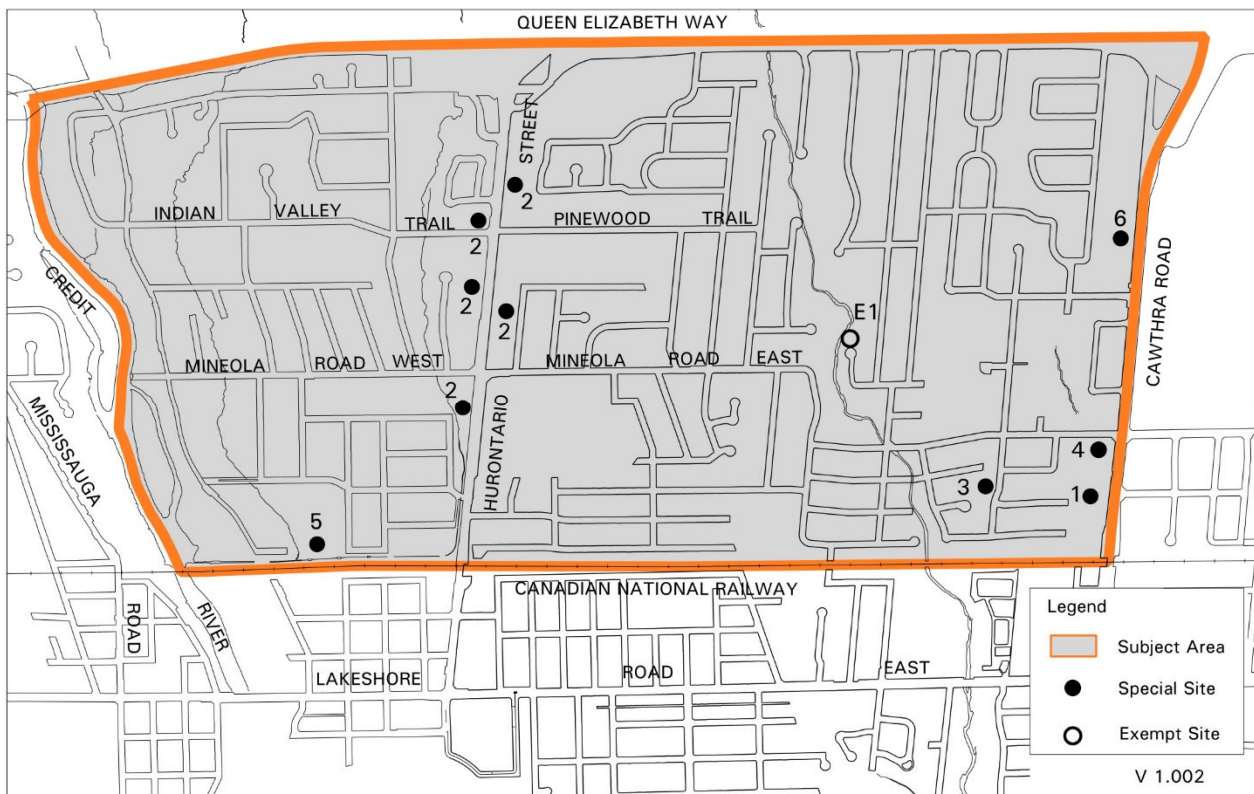 QUEEN ELIZABETH WAY
STREET
2
INDIAN VALLEY TRAIL
PINEWOOD TRAIL
2
6
CREDIT
2
2
E1
CAWTHRA ROAD
MINEOLA ROAD WEST
MINEOLA ROAD EAST
2
MISSISSAUGA
HURONTARIO
4
3
1
5
CANADIAN NATIONAL RAILWAY
ROAD
RIVER
LAKESHORE ROAD EAST
Legend
Subject Area
Special Site
Exempt Site
V 1.002